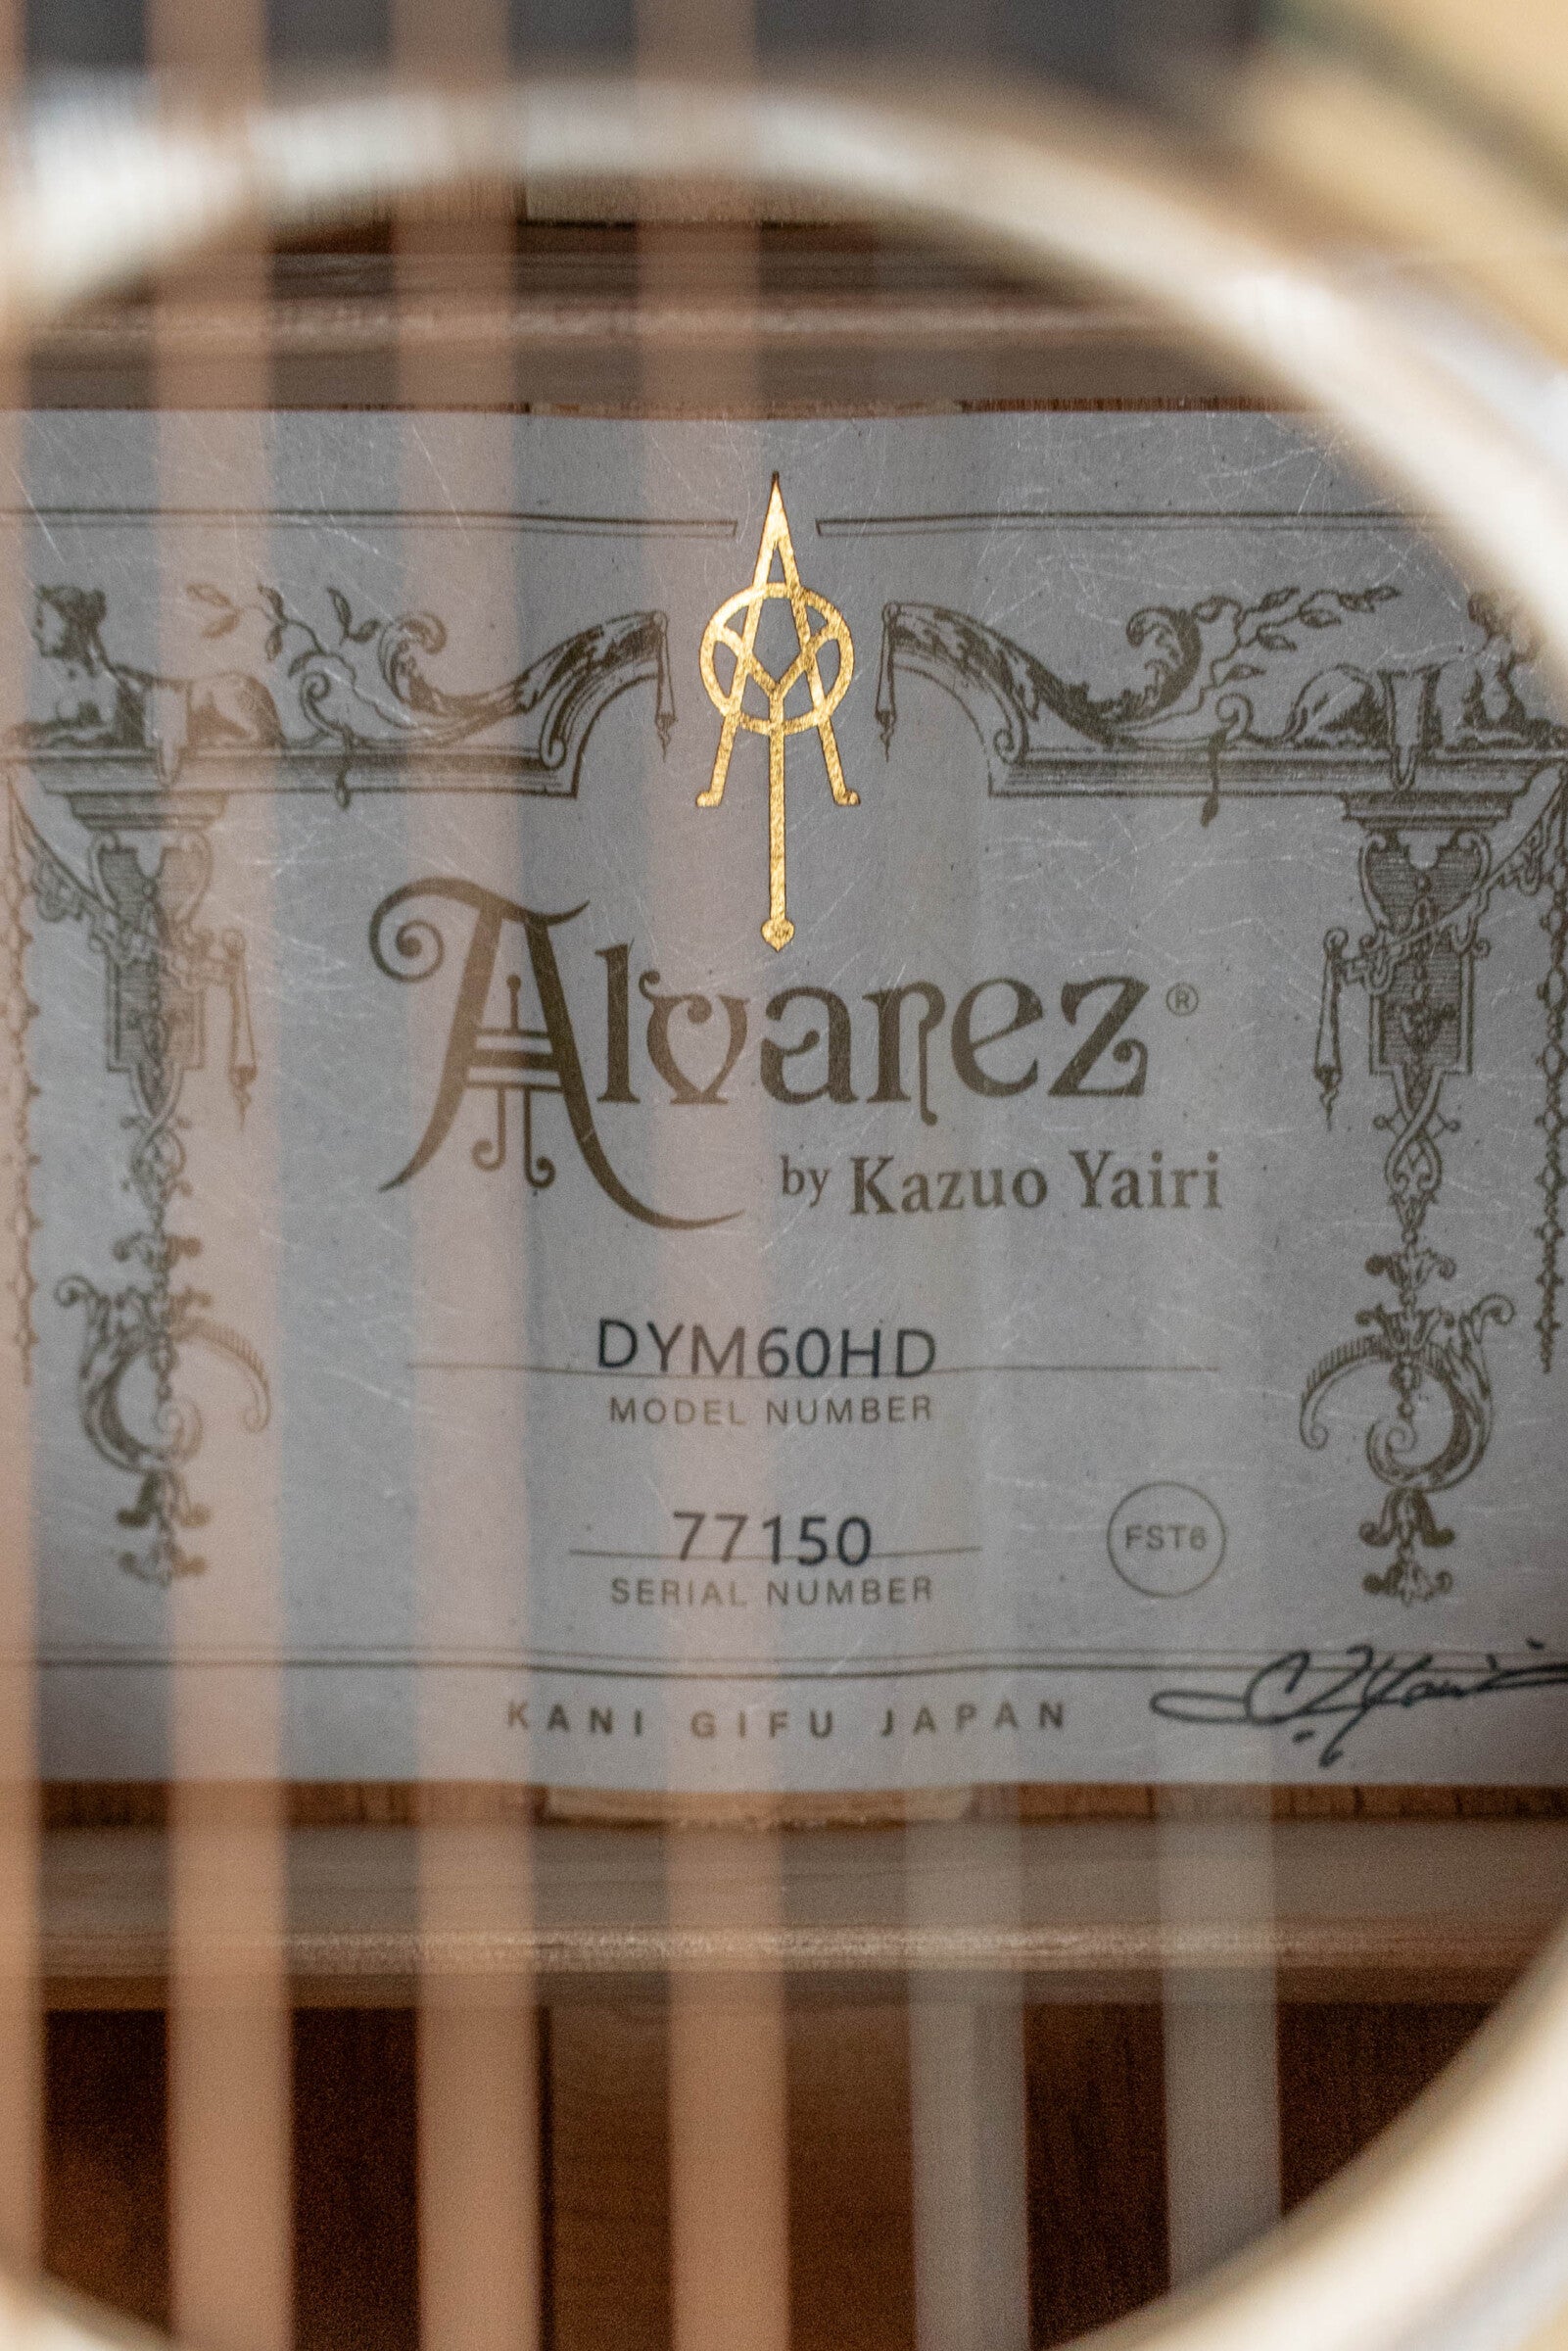 Alvarez®
by Kazuo Yairi
DYM60HD
MODEL NUMBER
77150
SERIAL NUMBER
FST6
KANI GIFU JAPAN